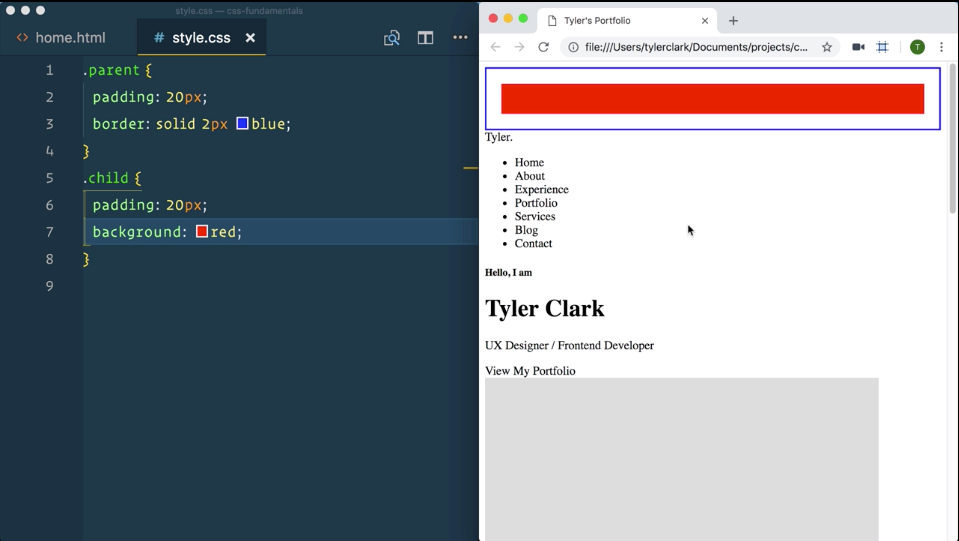 style.css — css-fundamentals
<> home.html
# style.css ×
1 .parent {
2 padding: 20px;
3 border: solid 2px blue;
4 }
5 .child {
6 padding: 20px;
7 background: red;
8 }
9
Tyler's Portfolio
file:///Users/tylerclark/Documents/projects/c...
T
Tyler.
• Home
• About
• Experience
• Portfolio
• Services
• Blog
• Contact
Hello, I am
Tyler Clark
UX Designer / Frontend Developer
View My Portfolio